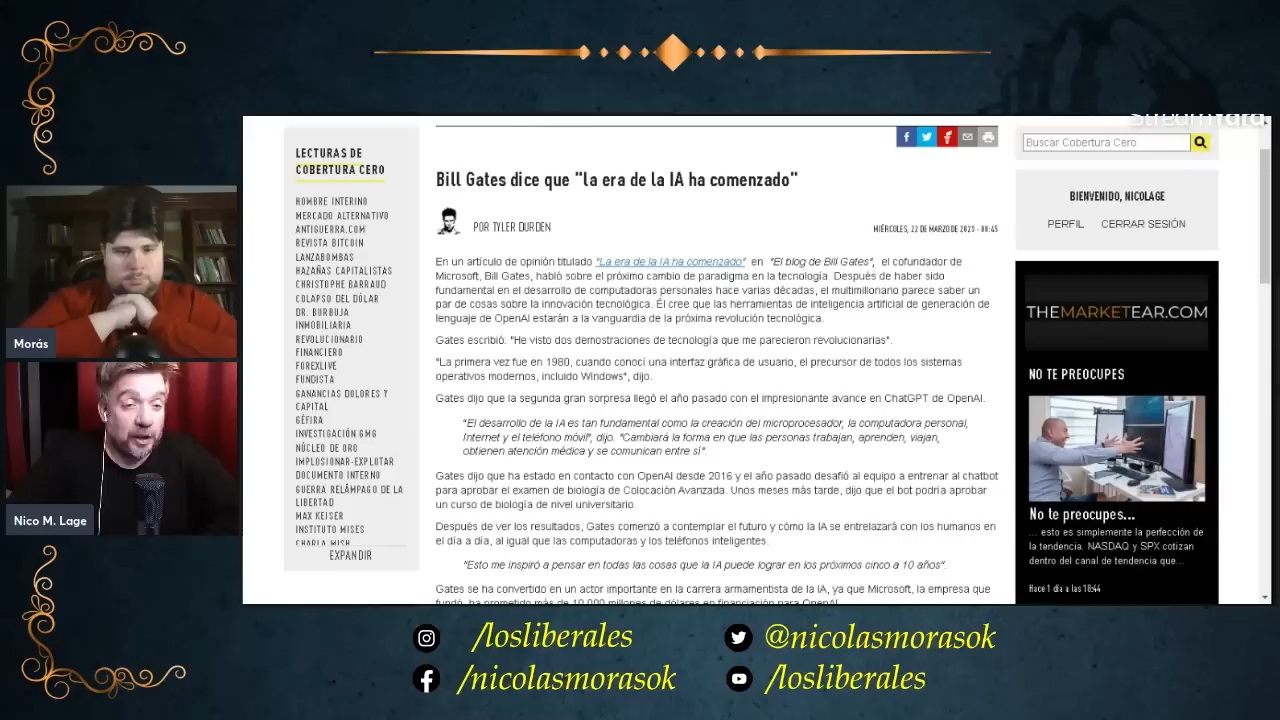 StreamYard
LECTURAS DE
COBERTURA CERO
HOMBRE INTERINO
MERCADO ALTERNATIVO
ANTIGUERRA.COM
REVISTA BITCOIN
LANZABOMBAS
HAZAÑAS CAPITALISTAS
CHRISTOPHE BARRAUD
COLAPSO DEL DÓLAR
DR. BURBUJA
INMOBILIARIA
REVOLUCIONARIO
FINANCIERO
FOREXLIVE
FUNDISTA
GANANCIAS DOLORES Y
CAPITAL
GÉFIRA
INVESTIGACIÓN GMG
NÚCLEO DE ORO
IMPLOSIONAR-EXPLOTAR
DOCUMENTO INTERNO
GUERRA RELÁMPAGO DE LA
LIBERTAD
MAX KEISER
INSTITUTO MISES
CHARLA MISH
EXPANDIR
Bill Gates dice que "la era de la IA ha comenzado"
POR TYLER DURDEN
MIÉRCOLES, 22 DE MARZO DE 2023 - 08:45
En un artículo de opinión titulado "La era de la IA ha comenzado" en "El blog de Bill Gates", el cofundador de
Microsoft, Bill Gates, habló sobre el próximo cambio de paradigma en la tecnología. Después de haber sido
fundamental en el desarrollo de computadoras personales hace varias décadas, el multimillonario parece saber un
par de cosas sobre la innovación tecnológica. Él cree que las herramientas de inteligencia artificial de generación de
lenguaje de OpenAI estarán a la vanguardia de la próxima revolución tecnológica.
Gates escribió: "He visto dos demostraciones de tecnología que me parecieron revolucionarias".
"La primera vez fue en 1980, cuando conocí una interfaz gráfica de usuario, el precursor de todos los sistemas
operativos modernos, incluido Windows", dijo.
Gates dijo que la segunda gran sorpresa llegó el año pasado con el impresionante avance en ChatGPT de OpenAI.
"El desarrollo de la IA es tan fundamental como la creación del microprocesador, la computadora personal,
Internet y el teléfono móvil", dijo. "Cambiará la forma en que las personas trabajan, aprenden, viajan,
obtienen atención médica y se comunican entre sí".
Gates dijo que ha estado en contacto con OpenAI desde 2016 y el año pasado desafió al equipo a entrenar al chatbot
para aprobar el examen de biología de Colocación Avanzada. Unos meses más tarde, dijo que el bot podría aprobar
un curso de biología de nivel universitario.
Después de ver los resultados, Gates comenzó a contemplar el futuro y cómo la IA se entrelazará con los humanos en
el día a día, al igual que las computadoras y los teléfonos inteligentes.
"Esto me inspiró a pensar en todas las cosas que la IA puede lograr en los próximos cinco a 10 años".
Gates se ha convertido en un actor importante en la carrera armamentista de la IA, ya que Microsoft, la empresa que
fundó, ha prometido más de 10.000 millones de dólares en financiación para OpenAI.
Buscar Cobertura Cero
BIENVENIDO, NICOLAGE
PERFIL CERRAR SESIÓN
THEMARKETEAR.COM
NO TE PREOCUPES
No te preocupes...
... esto es simplemente la perfección de
la tendencia. NASDAQ y SPX cotizan
dentro del canal de tendencia que...
Hace 1 día a las 18:44
Morás
Nico M. Lage
/losliberales
@nicolasmorasok
/nicolasmorasok
/losliberales